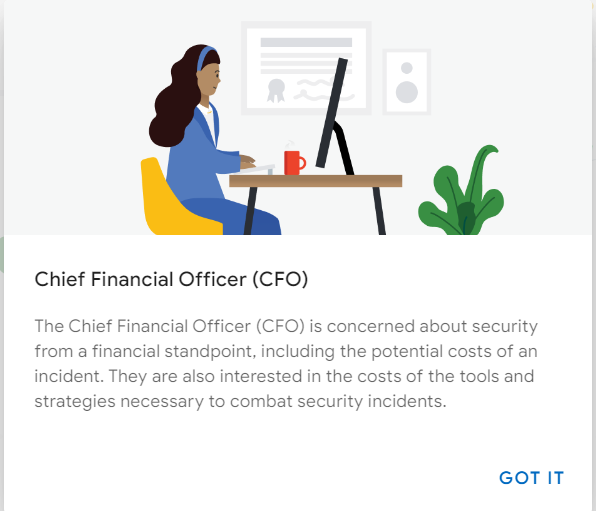 Chief Financial Officer (CFO)
The Chief Financial Officer (CFO) is concerned about security
from a financial standpoint, including the potential costs of an
incident. They are also interested in the costs of the tools and
strategies necessary to combat security incidents.
GOT IT